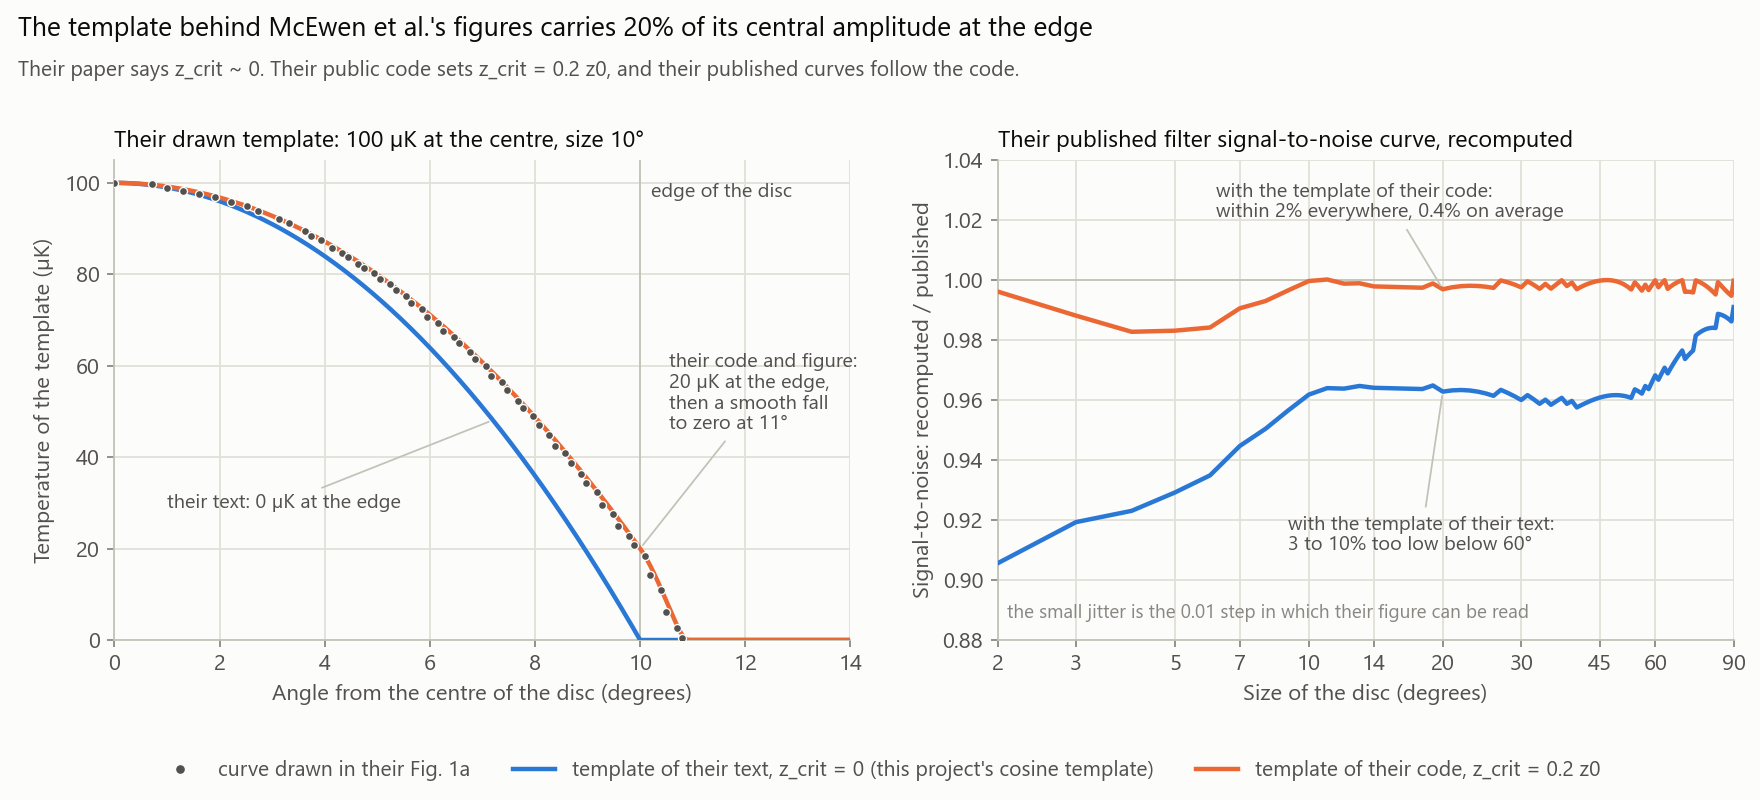 The template behind McEwen et al.'s figures carries 20% of its central amplitude at the edge
Their paper says z_crit ~ 0. Their public code sets z_crit = 0.2 z0, and their published curves follow the code.
Their drawn template: 100 µK at the centre, size 10°
100
80
60
40
20
0
Temperature of the template (µK)
edge of the disc
their code and figure:
20 µK at the edge,
then a smooth fall
to zero at 11°
their text: 0 µK at the edge
0 2 4 6 8 10 12 14
Angle from the centre of the disc (degrees)
Their published filter signal-to-noise curve, recomputed
1.04
1.02
1.00
0.98
0.96
0.94
0.92
0.90
0.88
Signal-to-noise: recomputed / published
with the template of their code:
within 2% everywhere, 0.4% on average
with the template of their text:
3 to 10% too low below 60°
the small jitter is the 0.01 step in which their figure can be read
2 3 5 7 10 14 20 30 45 60 90
Size of the disc (degrees)
curve drawn in their Fig. 1a
template of their text, z_crit = 0 (this project's cosine template)
template of their code, z_crit = 0.2 z0